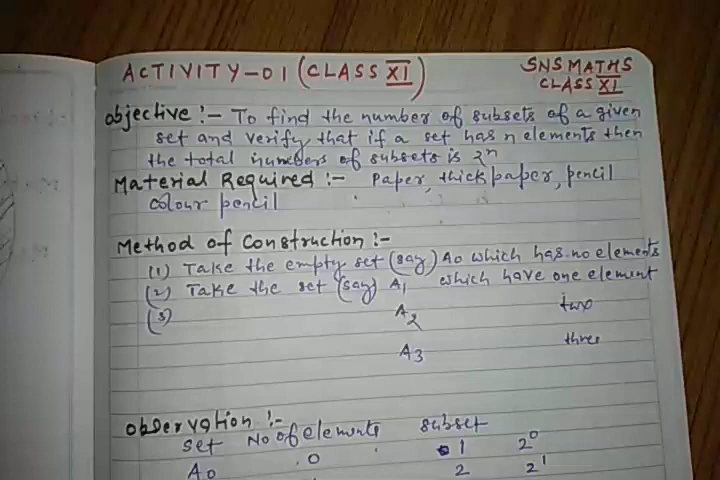 ACTIVITY-01 (CLASS XI)
SNS MATHS
CLASS XI
Objective :- To find the number of subsets of a given
set and verify that if a set has n elements then
the total numbers of subsets is 2ⁿ
Material Required :- Paper, thick paper, pencil
colour pencil
Method of Construction :-
(1) Take the empty set (say) A0 which has no elements
(2) Take the set (say) A1 which have one element
(3) A2 two
A3 three
Observation :-
Set No of elements subset
A0 0 1 2⁰
2 2¹